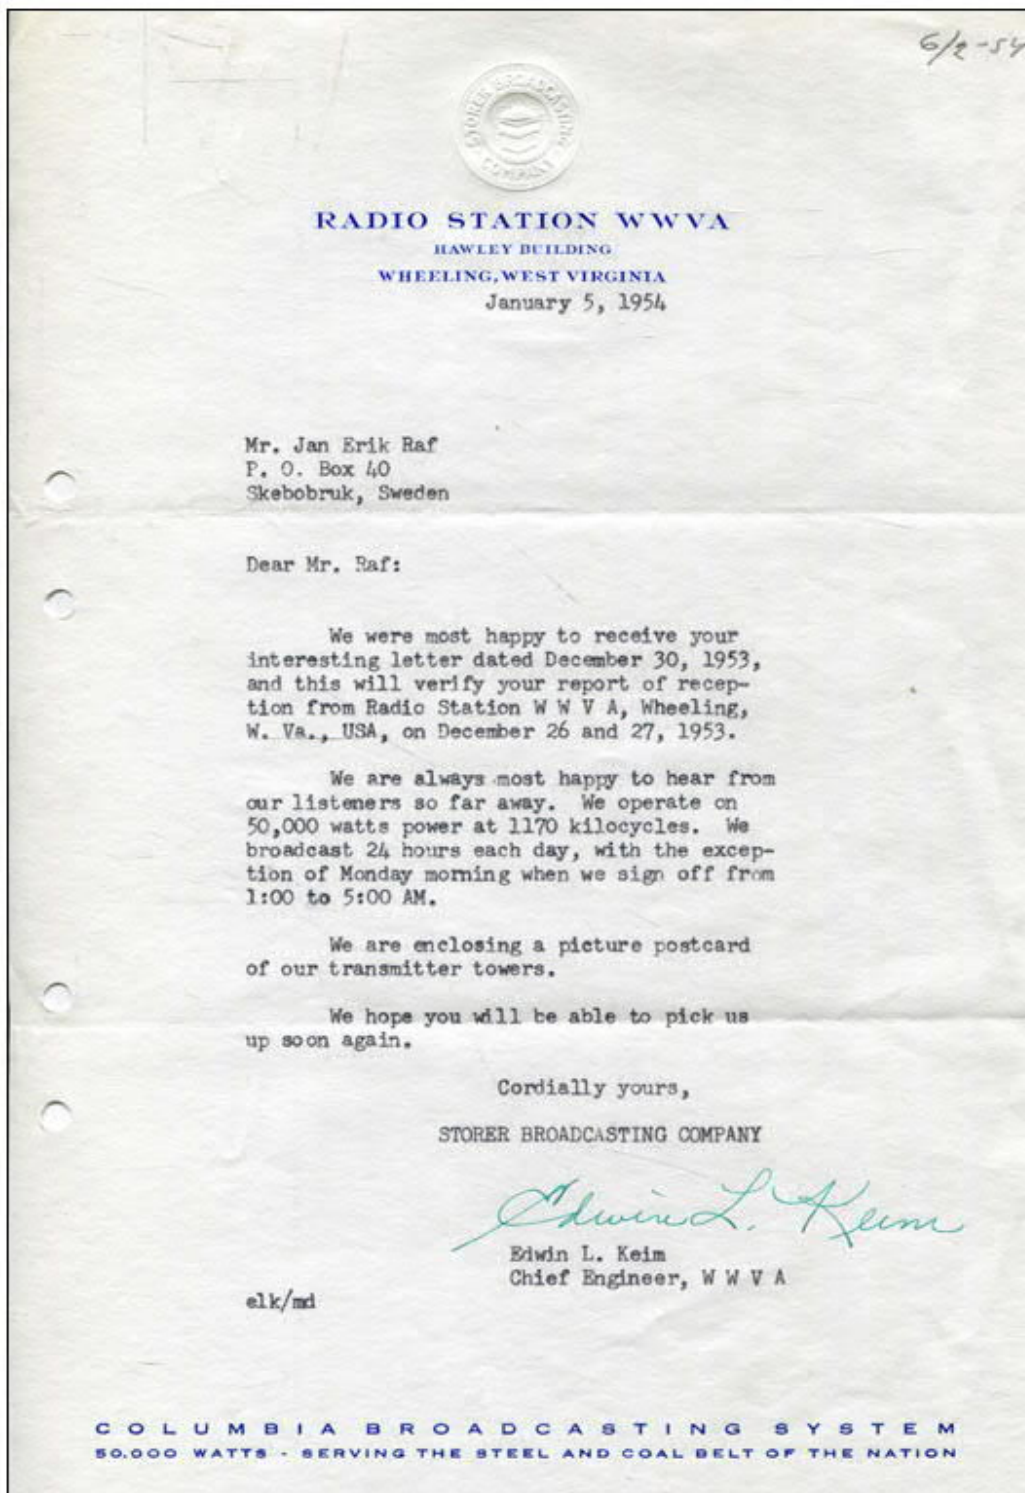 6/2-54
STORER BROADCASTING
COMPANY
RADIO STATION WWVA
HAWLEY BUILDING
WHEELING, WEST VIRGINIA
January 5, 1954
Mr. Jan Erik Raf
P. O. Box 40
Skebobruk, Sweden
Dear Mr. Raf:
We were most happy to receive your
interesting letter dated December 30, 1953,
and this will verify your report of recep-
tion from Radio Station W W V A, Wheeling,
W. Va., USA, on December 26 and 27, 1953.
We are always most happy to hear from
our listeners so far away. We operate on
50,000 watts power at 1170 kilocycles. We
broadcast 24 hours each day, with the excep-
tion of Monday morning when we sign off from
1:00 to 5:00 AM.
We are enclosing a picture postcard
of our transmitter towers.
We hope you will be able to pick us
up soon again.
Cordially yours,
STORER BROADCASTING COMPANY
Edwin L. Keim
Edwin L. Keim
Chief Engineer, W W V A
elk/md
COLUMBIA BROADCASTING SYSTEM
50,000 WATTS - SERVING THE STEEL AND COAL BELT OF THE NATION